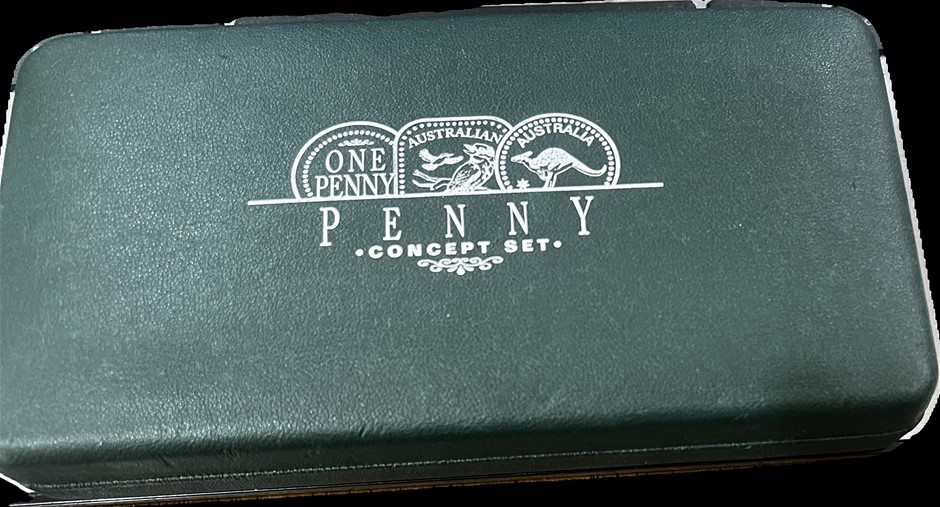 ONE
PENNY
AUSTRALIAN
AUSTRALIA
PENNY
•CONCEPT SET•